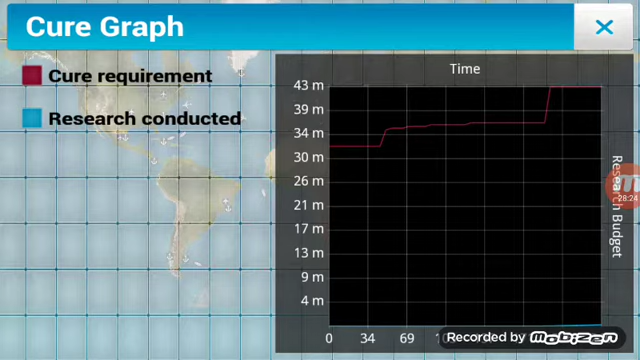 Cure Graph
Cure requirement
Research conducted
Time
43 m
39 m
34 m
30 m
26 m
21 m
17 m
13 m
9 m
4 m
0 34 69
Research Budget
28:24
Recorded by mobizen